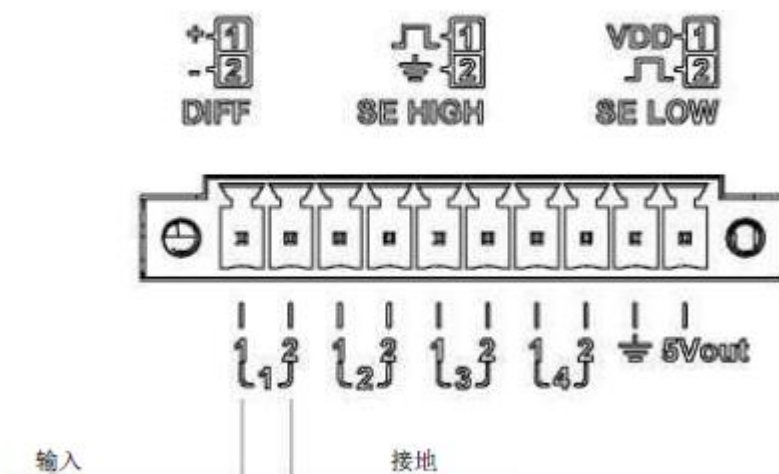 + 1 1 VDD 1
- 2 2 2
DIFF SE HIGH SE LOW
1 2 1 2 1 2 1 2 5Vout
1 2 3 4
输入 接地